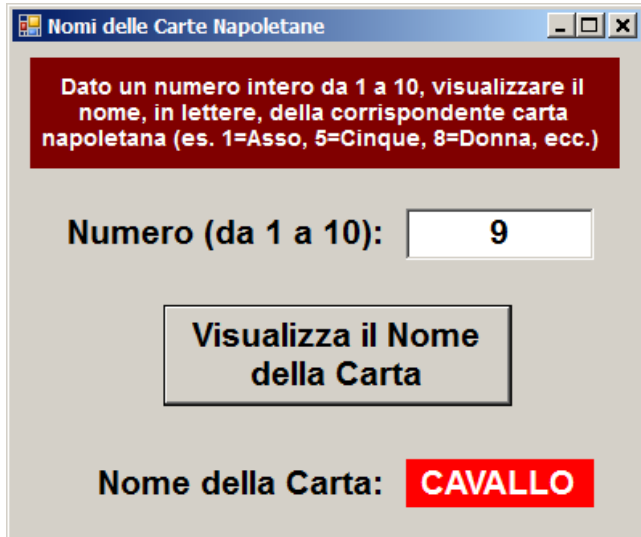 Nomi delle Carte Napoletane
Dato un numero intero da 1 a 10, visualizzare il
nome, in lettere, della corrispondente carta
napoletana (es. 1=Asso, 5=Cinque, 8=Donna, ecc.)
Numero (da 1 a 10): 9
Visualizza il Nome
della Carta
Nome della Carta: CAVALLO